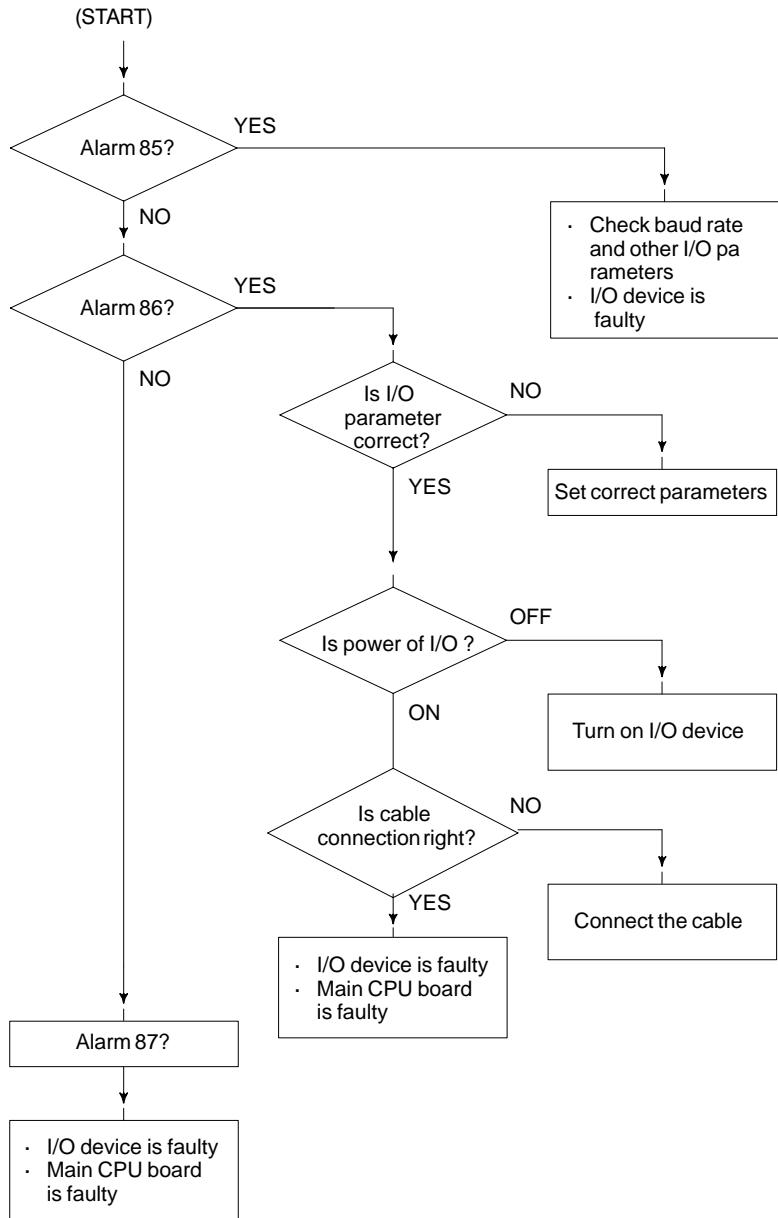 (START)
Alarm 85?
YES
NO
· Check baud rate
and other I/O pa
rameters
· I/O device is
faulty
Alarm 86?
YES
NO
Is I/O
parameter
correct?
NO
YES
Set correct parameters
Is power of I/O ?
OFF
ON
Turn on I/O device
Is cable
connection right?
NO
YES
Connect the cable
· I/O device is faulty
· Main CPU board
is faulty
Alarm 87?
· I/O device is faulty
· Main CPU board
is faulty